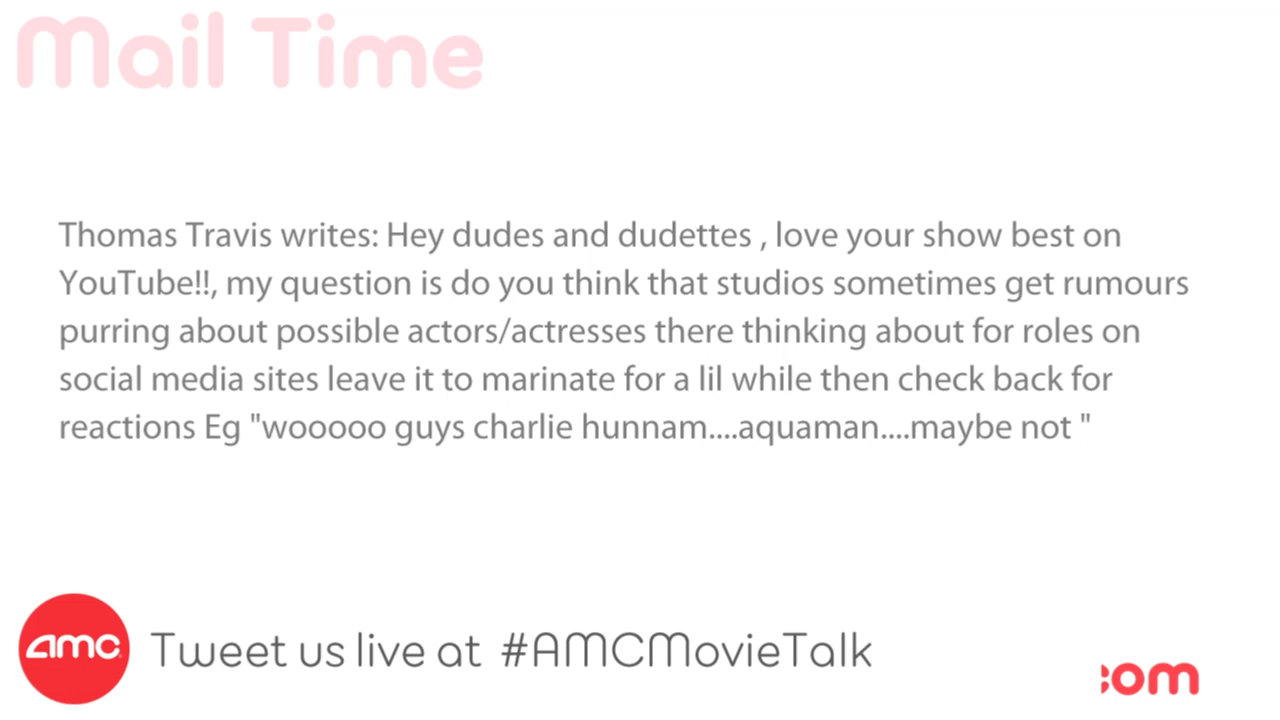 Mail Time
Thomas Travis writes: Hey dudes and dudettes , love your show best on
YouTube!!, my question is do you think that studios sometimes get rumours
purring about possible actors/actresses there thinking about for roles on
social media sites leave it to marinate for a lil while then check back for
reactions Eg "wooooo guys charlie hunnam....aquaman....maybe not "
amc Tweet us live at #AMCMovieTalk
com